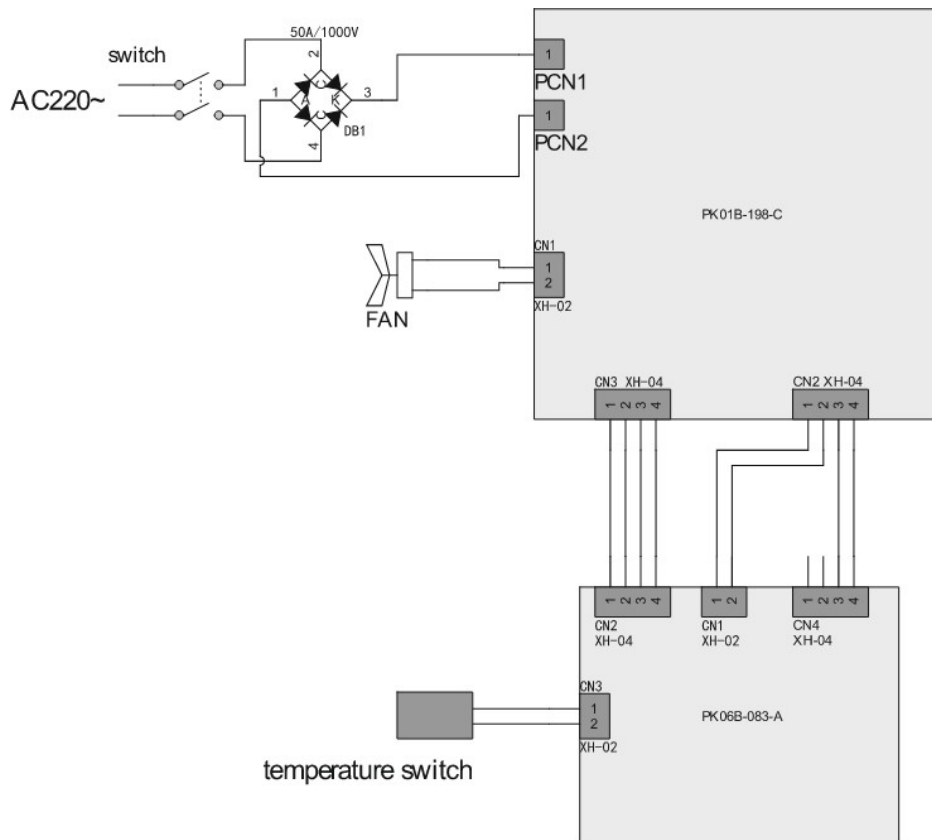 50A/1000V
switch
AC220~
2
1
A
K
3
4
DB1
1
PCN1
1
PCN2
PK01B-198-C
CN1
1
2
XH-02
FAN
CN3 XH-04
1 2 3 4
CN2 XH-04
1 2 3 4
1 2 3 4
CN2
XH-04
1 2
CN1
XH-02
1 2 3 4
CN4
XH-04
CN3
1
2
XH-02
PK06B-083-A
temperature switch